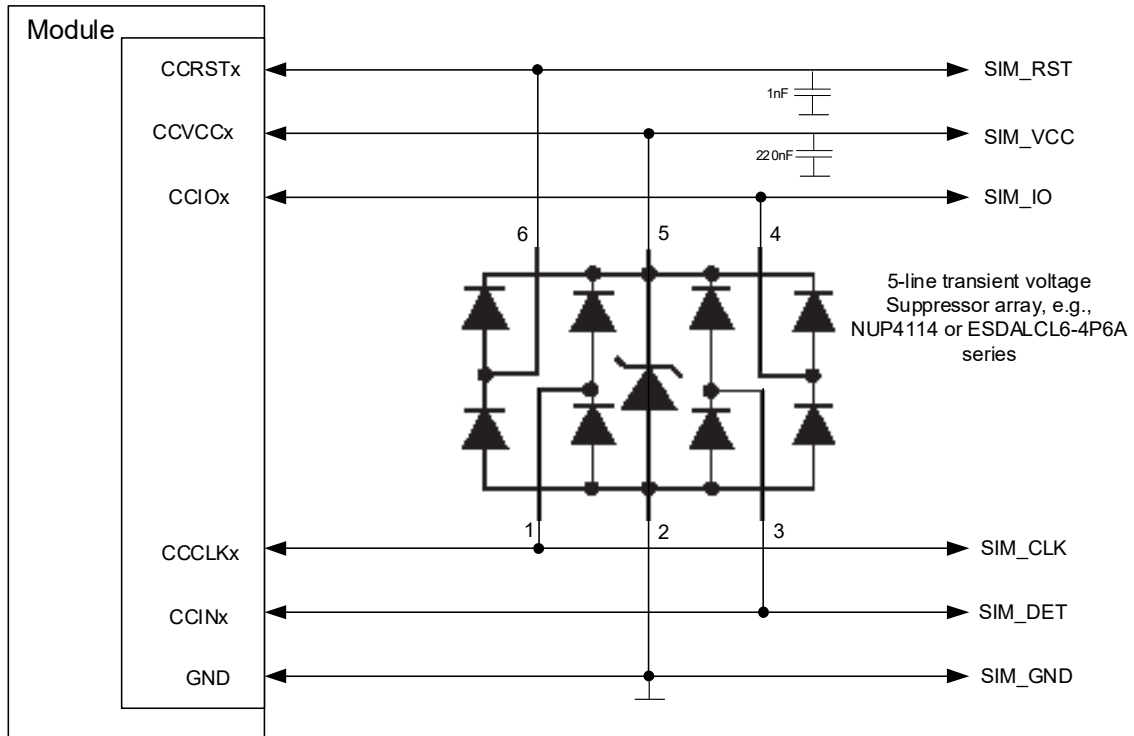 Module
CCRSTx
SIM_RST
1nF
CCVCCx
SIM_VCC
220nF
CCIOx
SIM_IO
6
5
4
5-line transient voltage
Suppressor array, e.g.,
NUP4114 or ESDALCL6-4P6A
series
1
2
3
CCCLKx
SIM_CLK
CCINx
SIM_DET
GND
SIM_GND